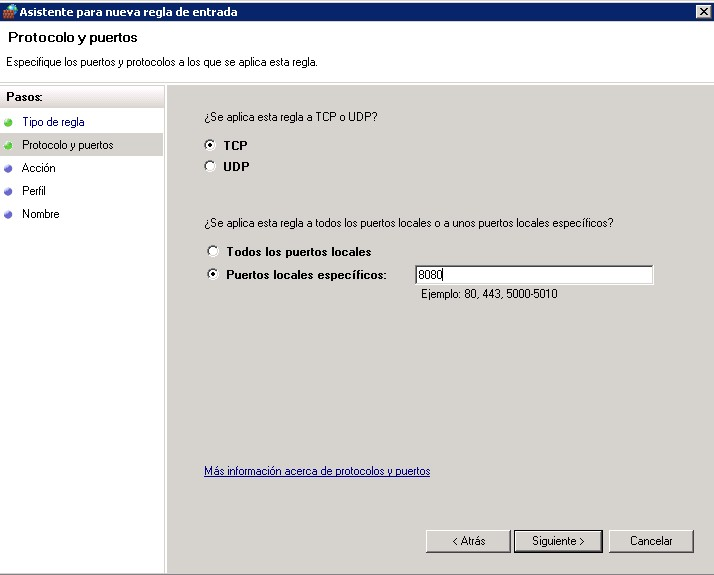 Asistente para nueva regla de entrada
Protocolo y puertos
Especifique los puertos y protocolos a los que se aplica esta regla.
Pasos:
Tipo de regla
Protocolo y puertos
Acción
Perfil
Nombre
¿Se aplica esta regla a TCP o UDP?
TCP
UDP
¿Se aplica esta regla a todos los puertos locales o a unos puertos locales específicos?
Todos los puertos locales
Puertos locales específicos: 8080
Ejemplo: 80, 443, 5000-5010
Más información acerca de protocolos y puertos
< Atrás Siguiente > Cancelar